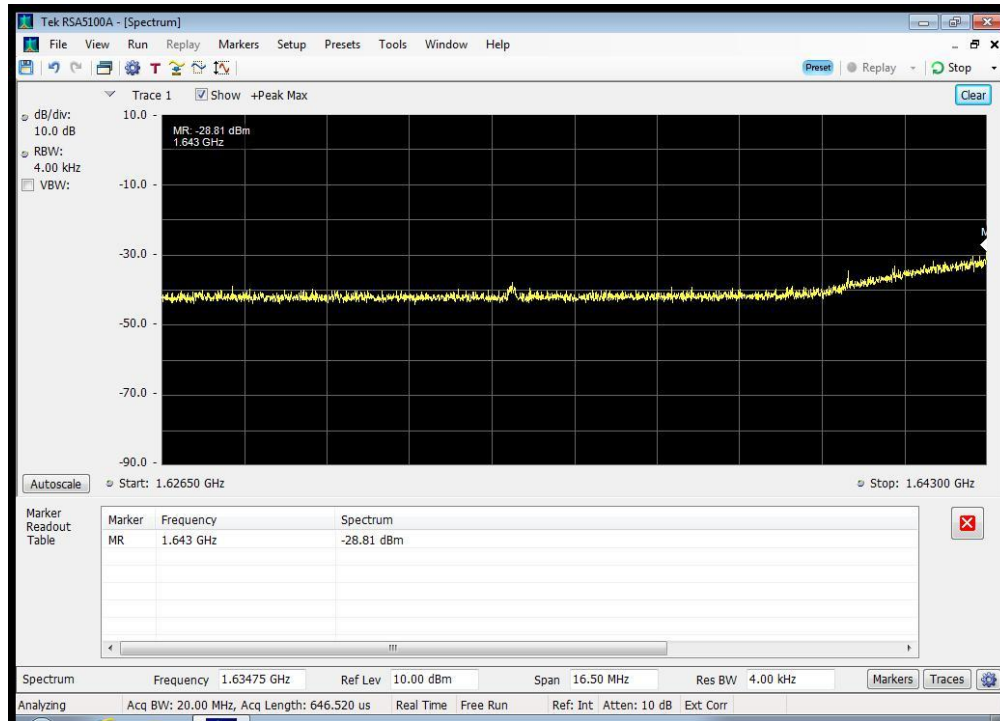 Tek RSA5100A - [Spectrum]
File View Run Replay Markers Setup Presets Tools Window Help
T Preset Replay Stop
Trace 1 Show +Peak Max Clear
dB/div:
10.0 dB
RBW:
4.00 kHz
VBW:
10.0 -
-10.0 -
-30.0 -
-50.0 -
-70.0 -
-90.0 -
MR: -28.81 dBm
1.643 GHz
M
Autoscale Start: 1.62650 GHz Stop: 1.64300 GHz
Marker
Readout
Table
Marker Frequency Spectrum
MR 1.643 GHz -28.81 dBm
Spectrum Frequency 1.63475 GHz Ref Lev 10.00 dBm Span 16.50 MHz Res BW 4.00 kHz Markers Traces
Analyzing Acq BW: 20.00 MHz, Acq Length: 646.520 us Real Time Free Run Ref: Int Atten: 10 dB Ext Corr